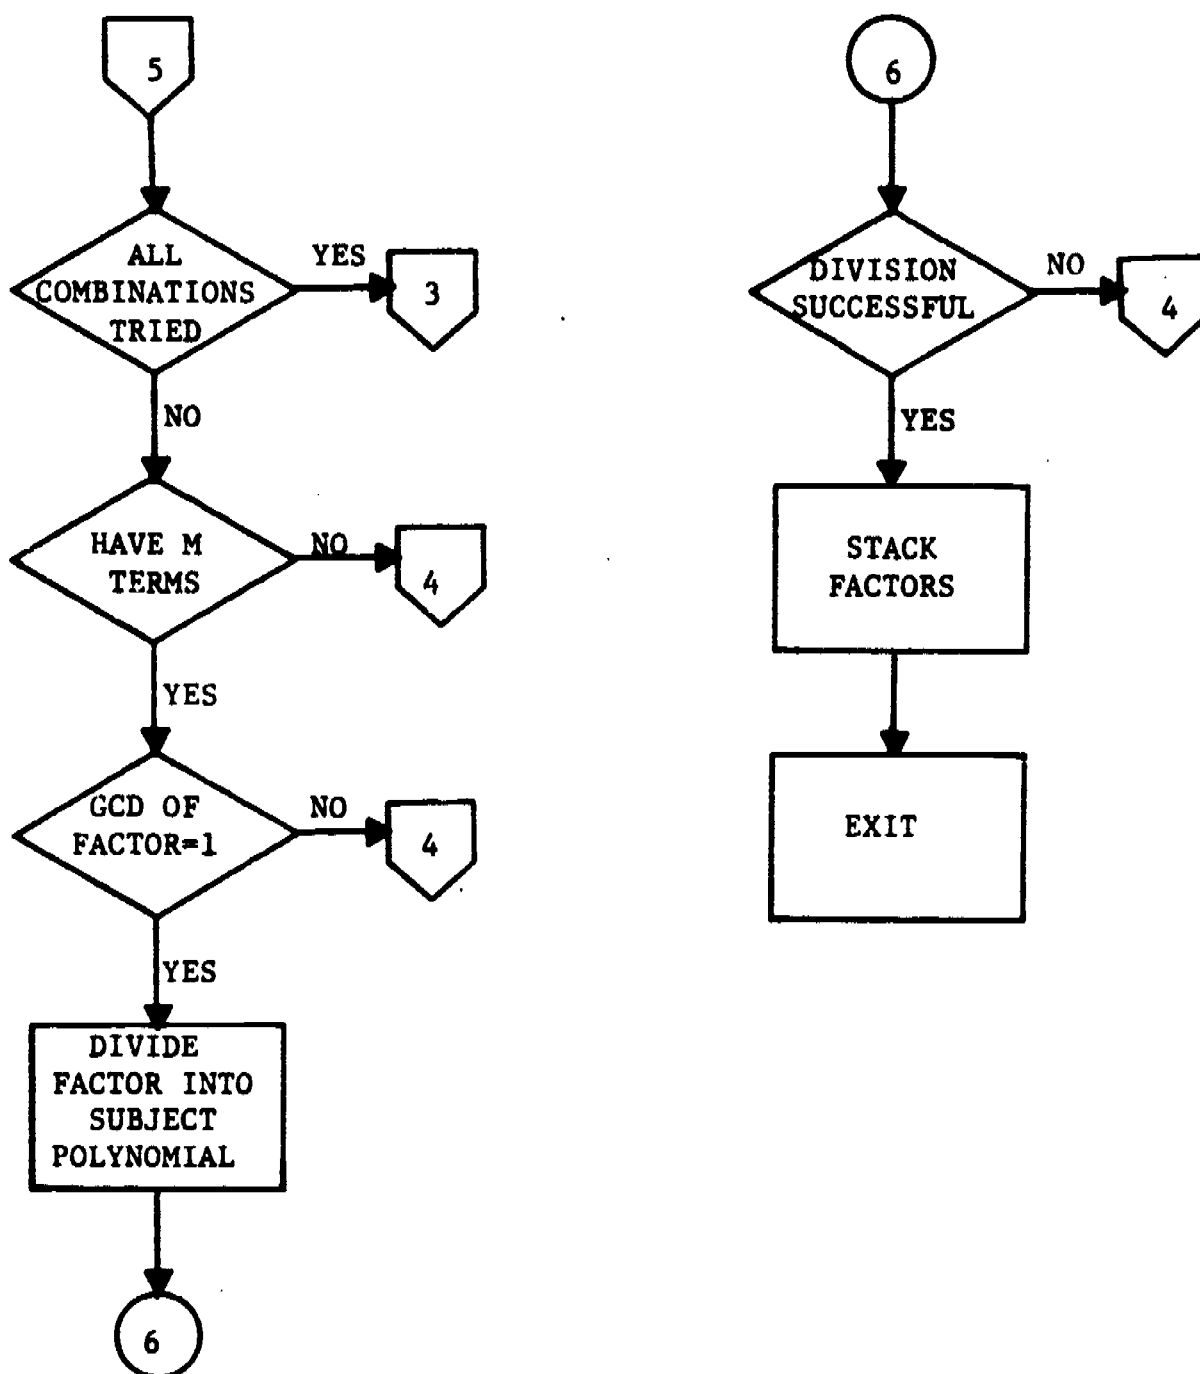 5
ALL
COMBINATIONS
TRIED
YES
3
NO
HAVE M
TERMS
NO
4
YES
GCD OF
FACTOR=1
NO
4
YES
DIVIDE
FACTOR INTO
SUBJECT
POLYNOMIAL
6
6
DIVISION
SUCCESSFUL
NO
4
YES
STACK
FACTORS
EXIT